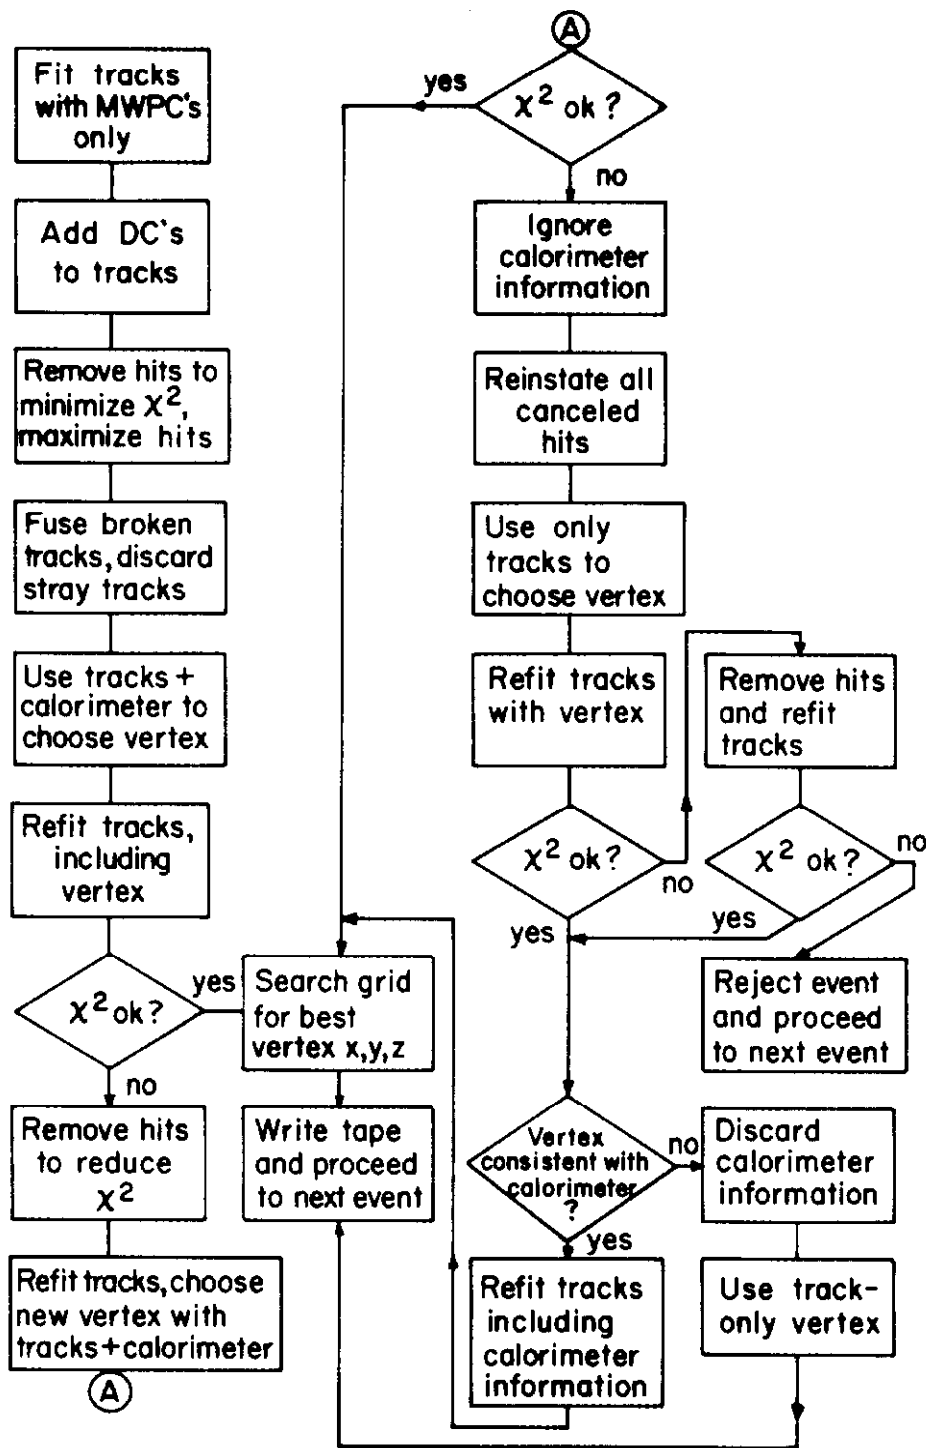 Fit tracks
with MWPC's
only
Add DC's
to tracks
Remove hits to
minimize χ²,
maximize hits
Fuse broken
tracks, discard
stray tracks
Use tracks +
calorimeter to
choose vertex
Refit tracks,
including
vertex
χ² ok?
yes
no
Remove hits
to reduce
χ²
Refit tracks, choose
new vertex with
tracks+calorimeter
A
Search grid
for best
vertex x,y,z
Write tape
and proceed
to next event
A
χ² ok?
yes
no
Ignore
calorimeter
information
Reinstate all
canceled
hits
Use only
tracks to
choose vertex
Refit tracks
with vertex
χ² ok?
no
yes
Remove hits
and refit
tracks
χ² ok?
no
yes
Reject event
and proceed
to next event
Vertex
consistent with
calorimeter
?
no
yes
Discard
calorimeter
information
Use track-
only vertex
Refit tracks
including
calorimeter
information